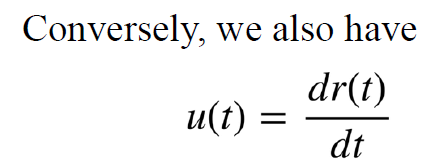 Conversely, we also have
u(t) = dr(t)/dt